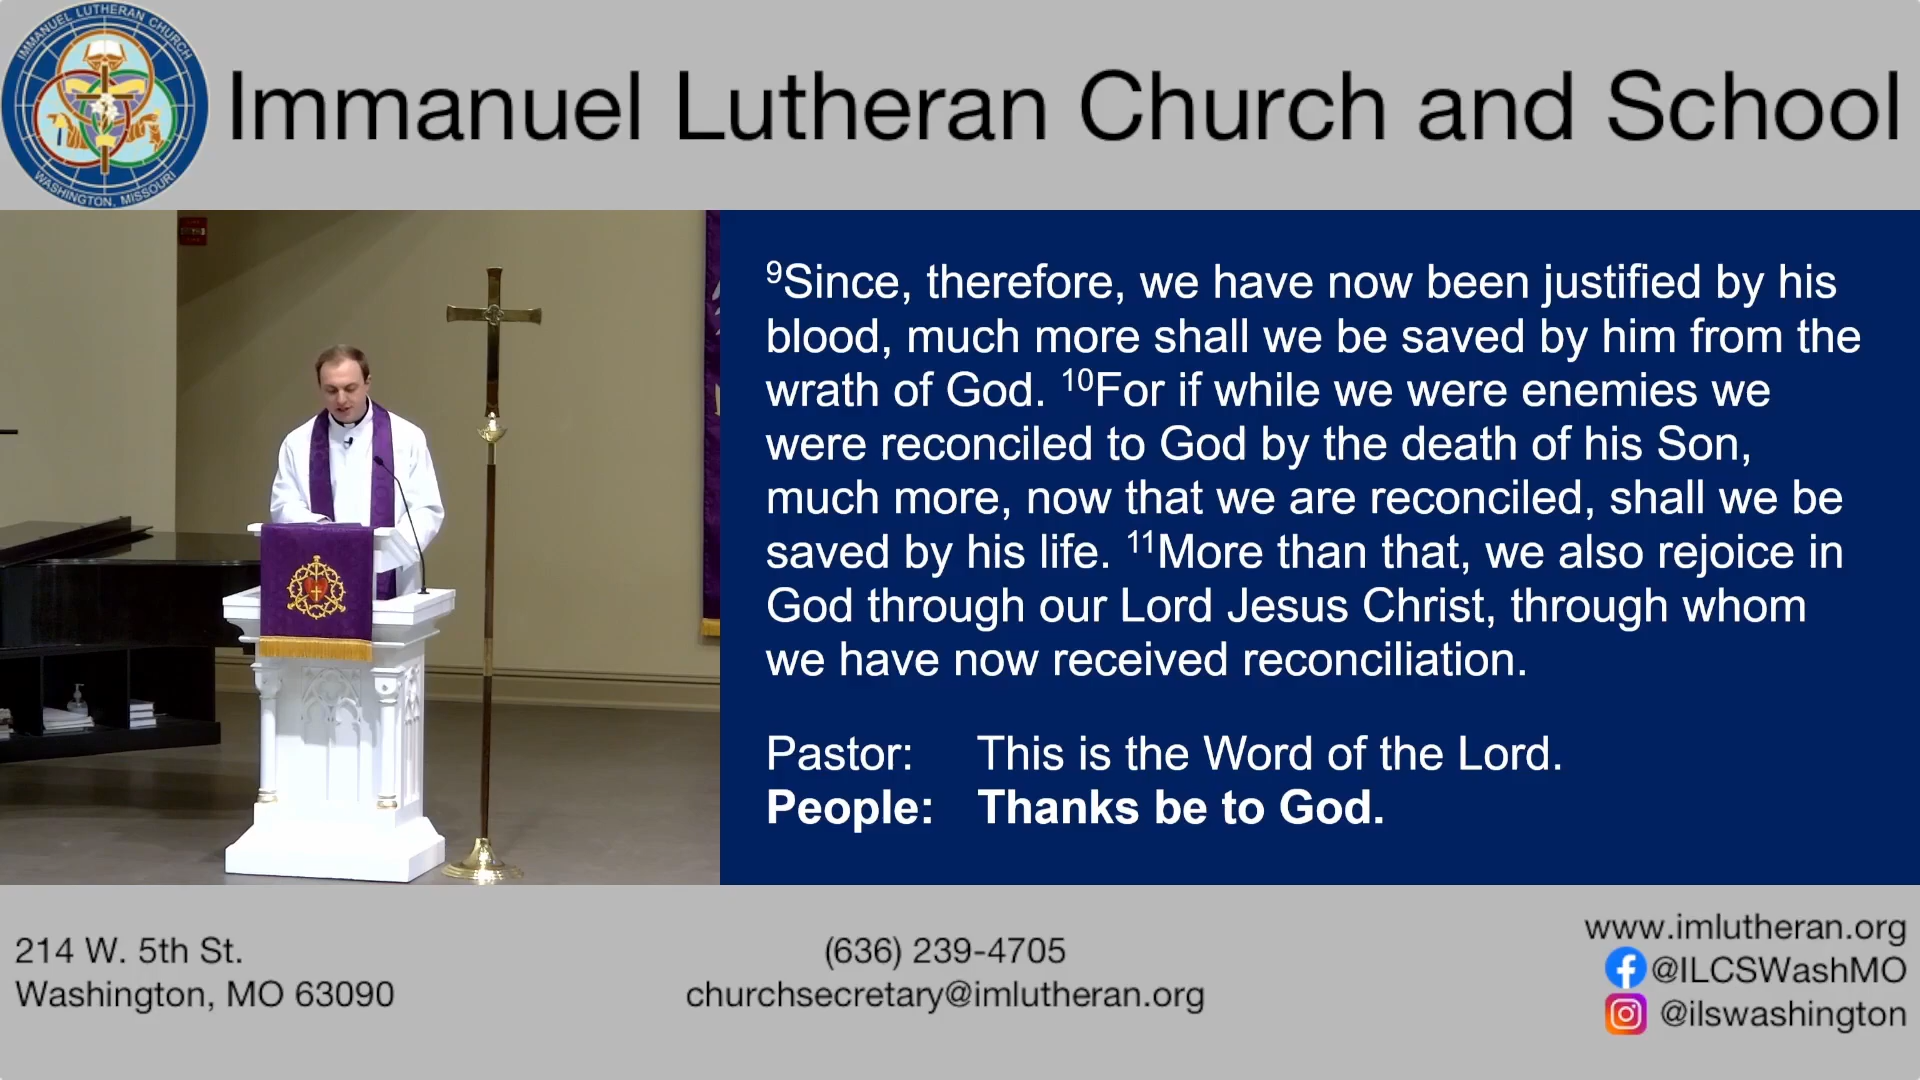 IMMANUEL LUTHERAN CHURCH
WASHINGTON, MISSOURI
Immanuel Lutheran Church and School
⁹Since, therefore, we have now been justified by his
blood, much more shall we be saved by him from the
wrath of God. ¹⁰For if while we were enemies we
were reconciled to God by the death of his Son,
much more, now that we are reconciled, shall we be
saved by his life. ¹¹More than that, we also rejoice in
God through our Lord Jesus Christ, through whom
we have now received reconciliation.
Pastor: This is the Word of the Lord.
People: Thanks be to God.
214 W. 5th St.
Washington, MO 63090
(636) 239-4705
churchsecretary@imlutheran.org
www.imlutheran.org
@ILCSWashMO
@ilswashington